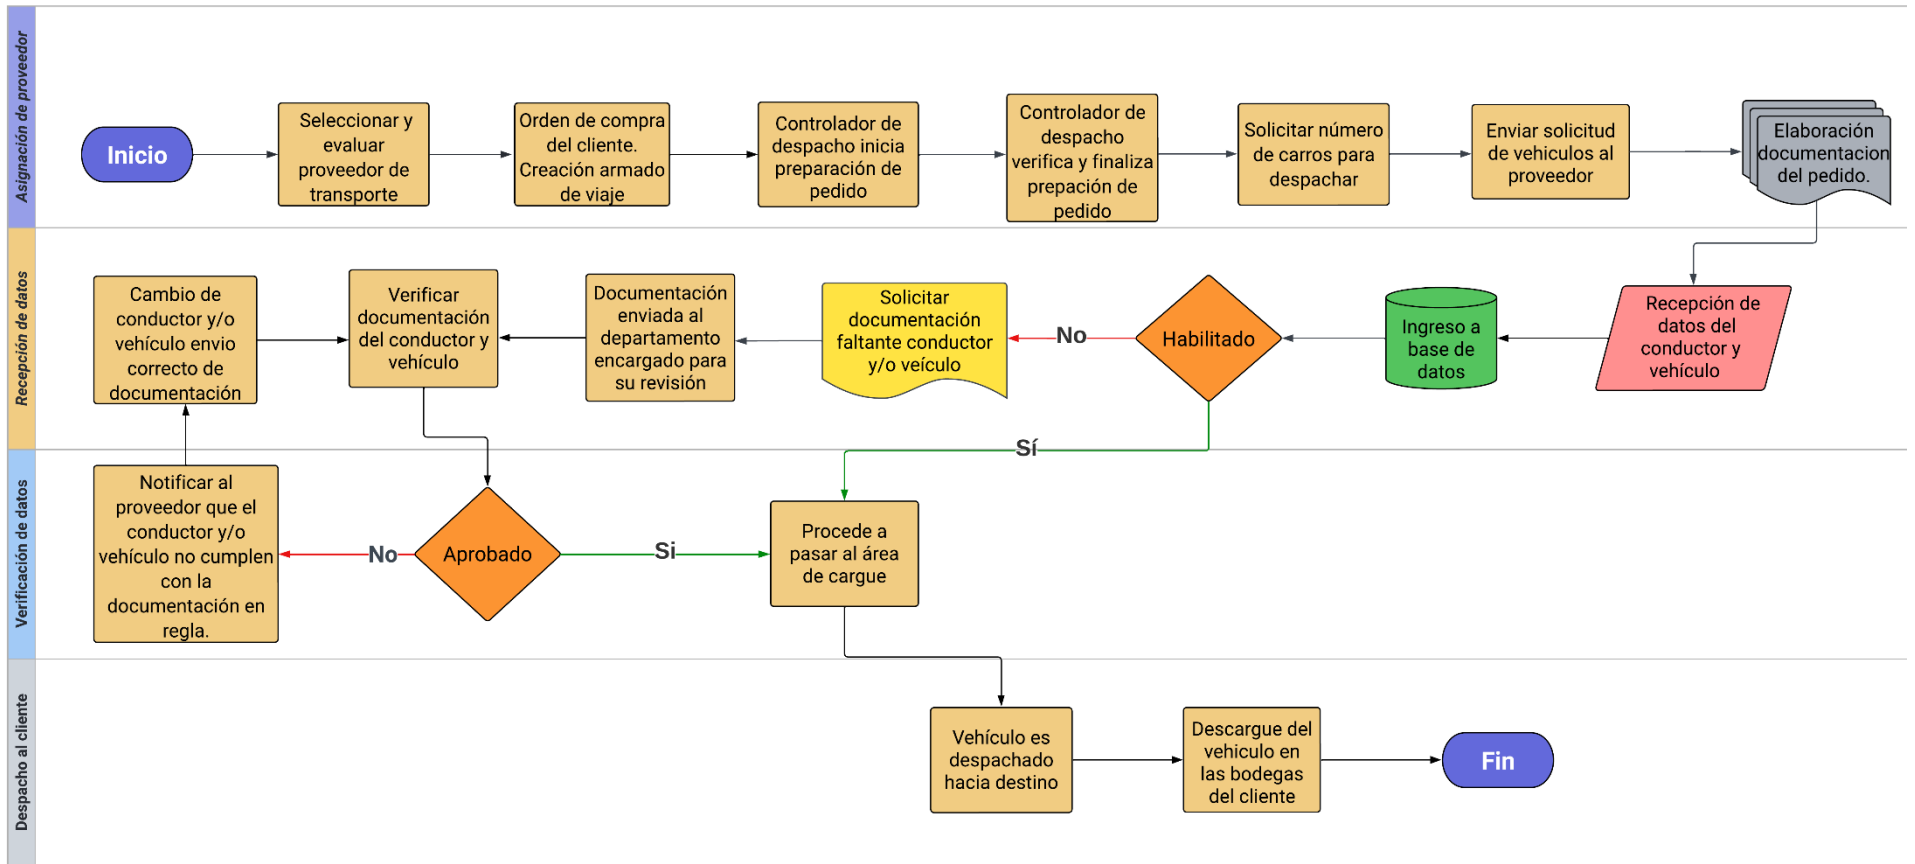 Asignación de proveedor
Inicio
Seleccionar y
evaluar
proveedor de
transporte
Orden de compra
del cliente.
Creación armado
de viaje
Controlador de
despacho inicia
preparación de
pedido
Controlador de
despacho
verifica y finaliza
prepación de
pedido
Solicitar número
de carros para
despachar
Enviar solicitud
de vehiculos al
proveedor
Elaboración
documentacion
del pedido.
Recepción de datos
Cambio de
conductor y/o
vehículo envio
correcto de
documentación
Verificar
documentación
del conductor y
vehículo
Documentación
enviada al
departamento
encargado para
su revisión
Solicitar
documentación
faltante conductor
y/o veículo
No
Habilitado
Ingreso a
base de
datos
Recepción de
datos del
conductor y
vehículo
Sí
Verificación de datos
Notificar al
proveedor que el
conductor y/o
vehículo no cumplen
con la
documentación en
regla.
No
Aprobado
Si
Procede a
pasar al área
de cargue
Despacho al cliente
Vehículo es
despachado
hacia destino
Descargue del
vehiculo en
las bodegas
del cliente
Fin